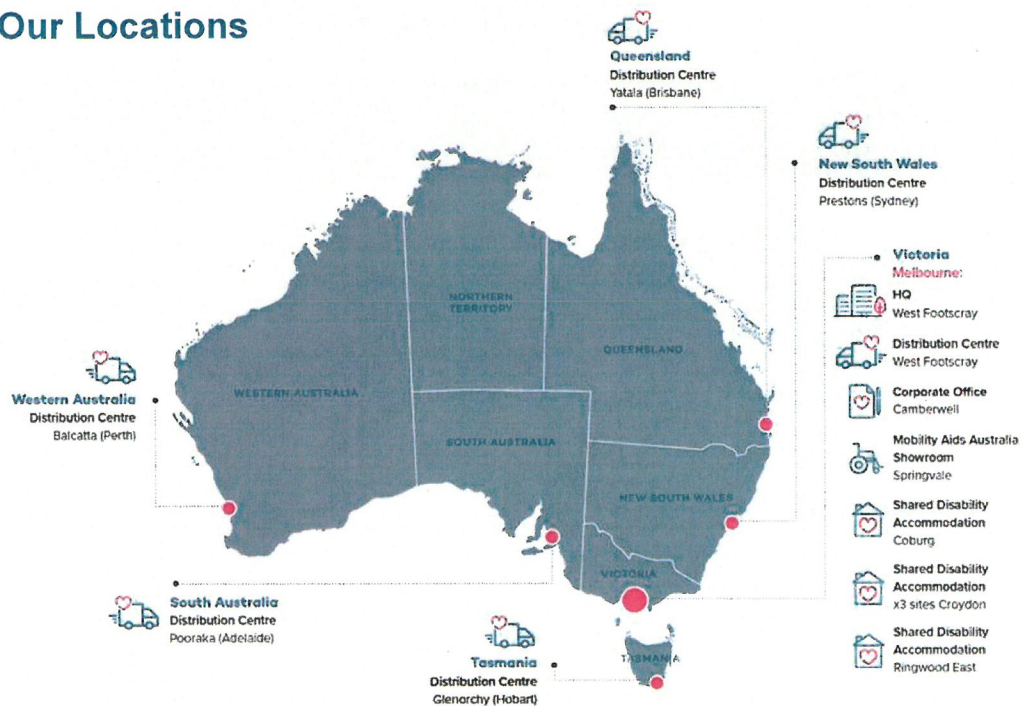 Our Locations
Queensland
Distribution Centre
Yatala (Brisbane)
New South Wales
Distribution Centre
Prestons (Sydney)
Victoria
Melbourne:
HQ
West Footscray
Distribution Centre
West Footscray
Corporate Office
Camberwell
Mobility Aids Australia
Showroom
Springvale
Shared Disability
Accommodation
Coburg
Shared Disability
Accommodation
x3 sites Croydon
Shared Disability
Accommodation
Ringwood East
NORTHERN
TERRITORY
QUEENSLAND
WESTERN AUSTRALIA
SOUTH AUSTRALIA
NEW SOUTH WALES
VICTORIA
TASMANIA
Western Australia
Distribution Centre
Balcatta (Perth)
South Australia
Distribution Centre
Pooraka (Adelaide)
Tasmania
Distribution Centre
Glenorchy (Hobart)